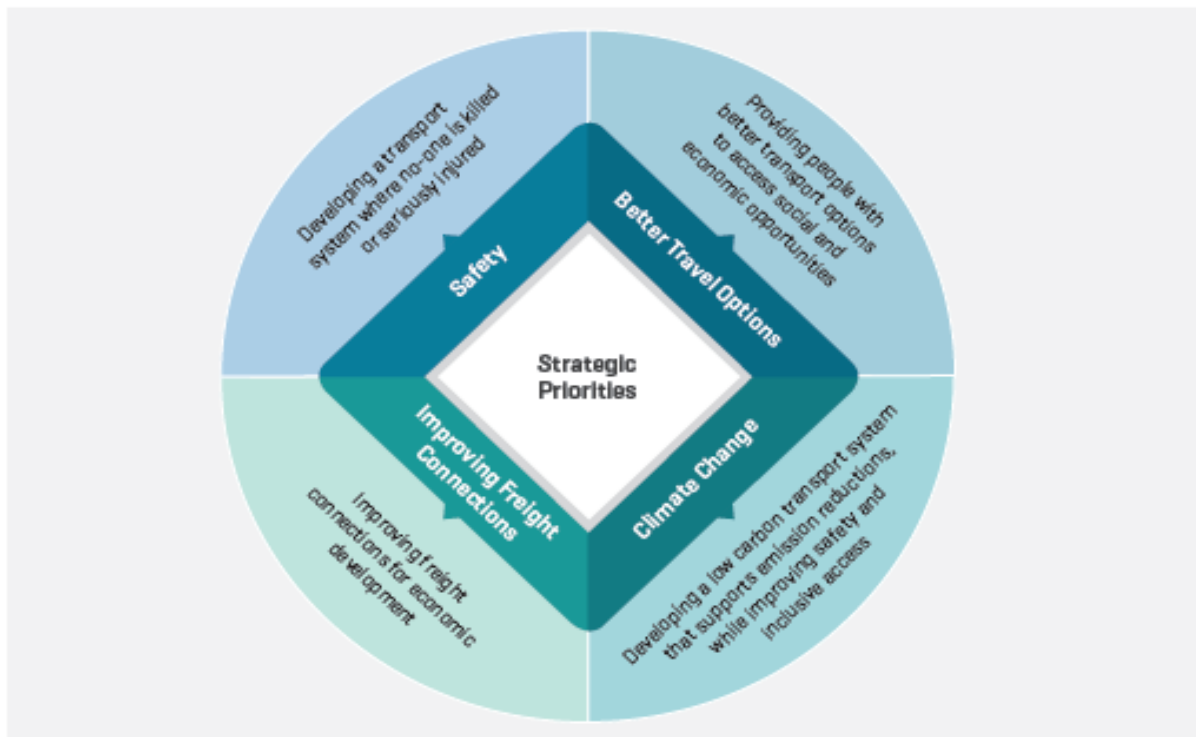 Developing a transport
system where no-one is killed
or seriously injured
Safety
Providing people with
better transport options
to access social and
economic opportunities
Better Travel Options
Strategic
Priorities
Improving Freight
Connections
Improving freight
connections for economic
development
Climate Change
Developing a low carbon transport system
that supports emission reductions,
while improving safety and
inclusive access